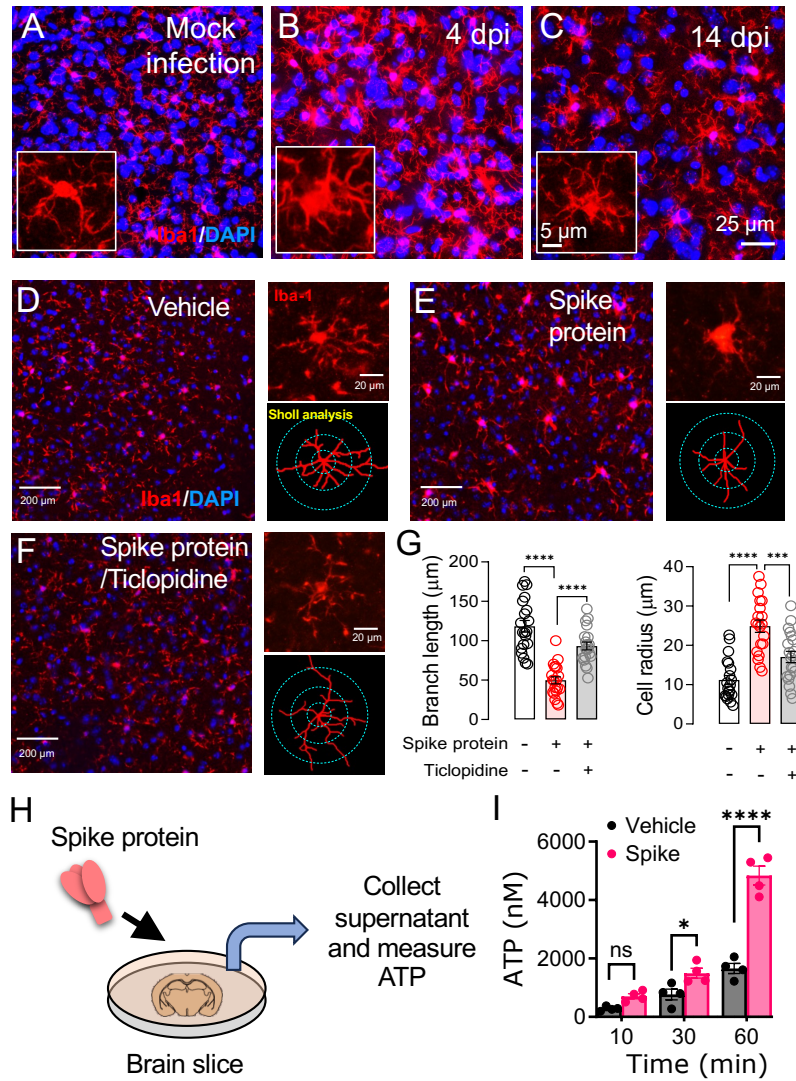 A
Mock
infection
Iba1/DAPI
B
4 dpi
C
14 dpi
5 µm
25 µm
D
Vehicle
200 µm
Iba1/DAPI
Iba-1
20 µm
Sholl analysis
E
Spike
protein
200 µm
20 µm
F
Spike protein
/Ticlopidine
200 µm
20 µm
G
Branch length (µm)
200
150
100
50
0
**** ****
Spike protein - + +
Ticlopidine - - +
Cell radius (µm)
40
30
20
10
0
**** ***
- + +
- - +
H
Spike protein
Collect
supernatant
and measure
ATP
Brain slice
I
Vehicle
Spike
ATP (nM)
6000
4000
2000
0
ns
*
****
10 30 60
Time (min)